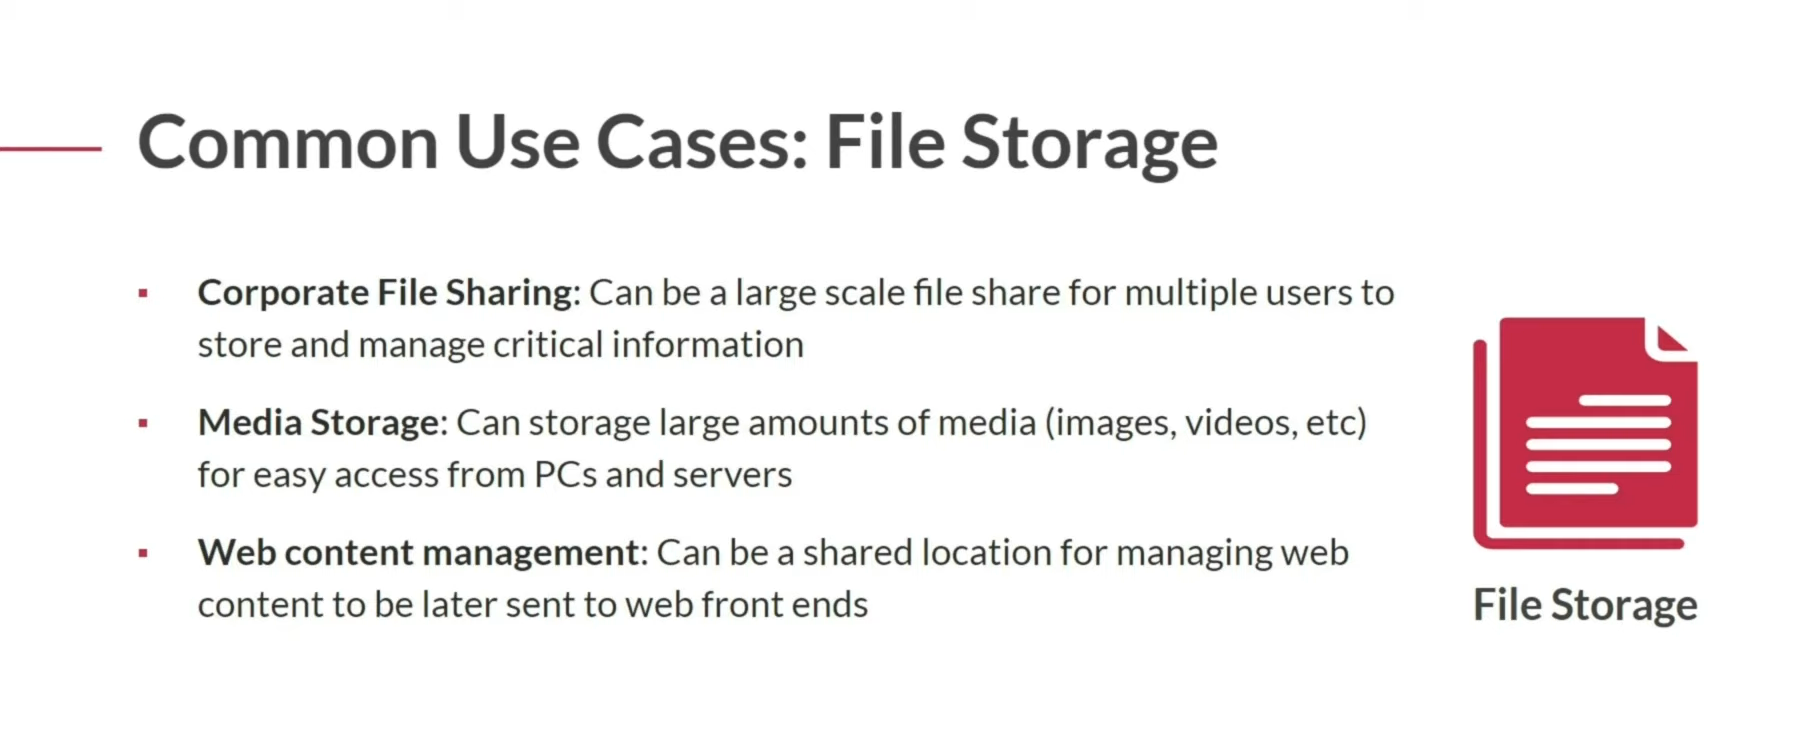 Common Use Cases: File Storage
▪ Corporate File Sharing: Can be a large scale file share for multiple users to
store and manage critical information
▪ Media Storage: Can storage large amounts of media (images, videos, etc)
for easy access from PCs and servers
▪ Web content management: Can be a shared location for managing web
content to be later sent to web front ends
File Storage